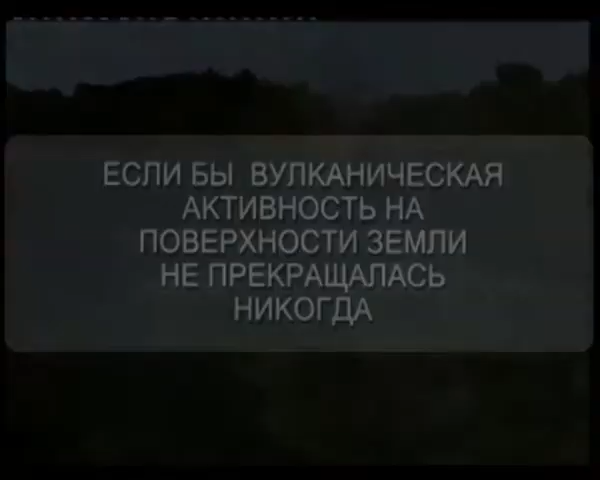 ЕСЛИ БЫ ВУЛКАНИЧЕСКАЯ
АКТИВНОСТЬ НА
ПОВЕРХНОСТИ ЗЕМЛИ
НЕ ПРЕКРАЩАЛАСЬ
НИКОГДА